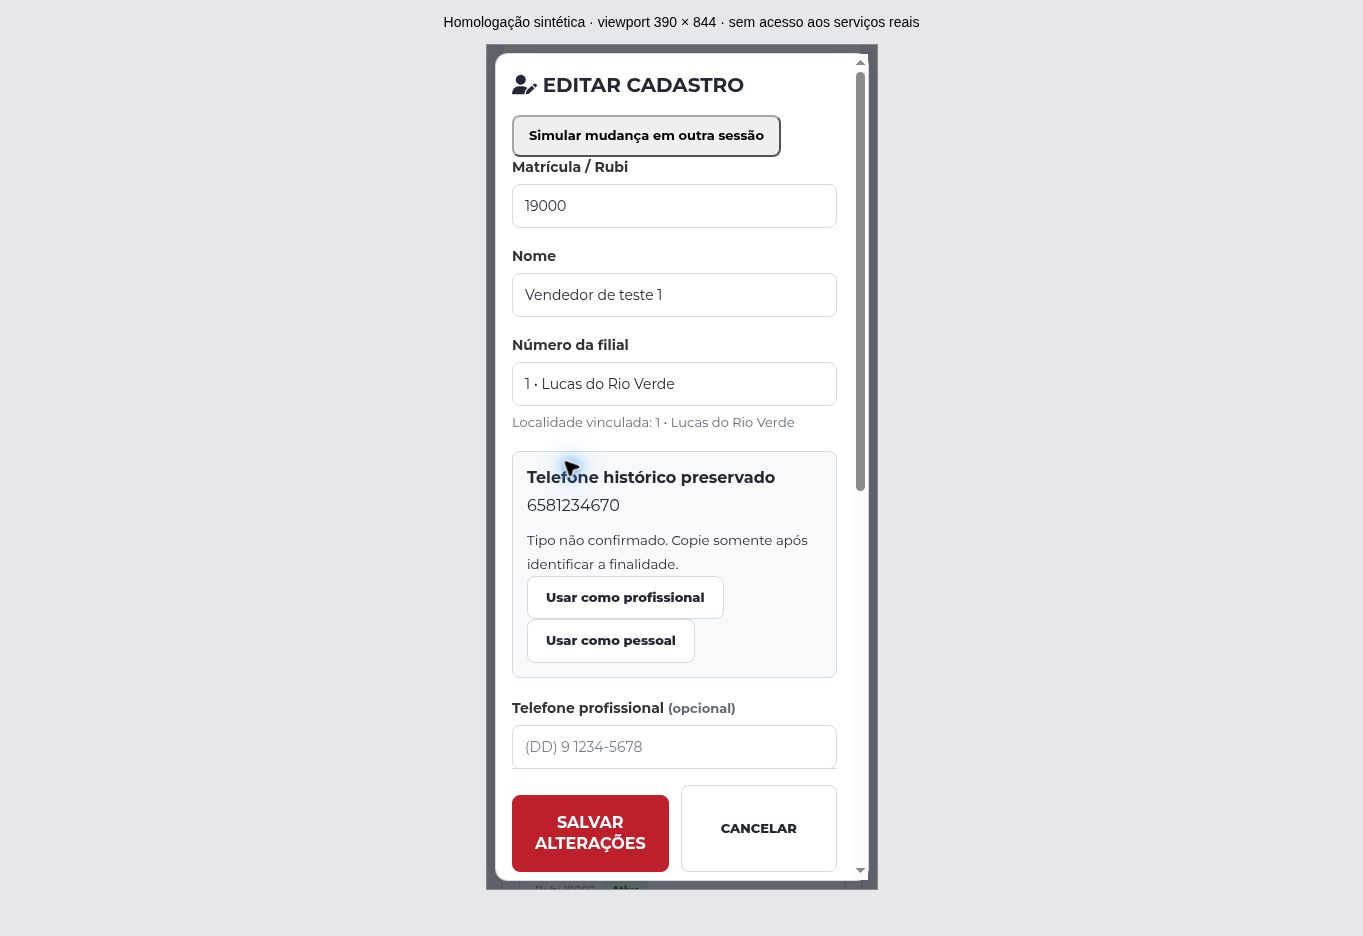 Homologação sintética · viewport 390 × 844 · sem acesso aos serviços reais
EDITAR CADASTRO
Simular mudança em outra sessão
Matrícula / Rubi
19000
Nome
Vendedor de teste 1
Número da filial
1 • Lucas do Rio Verde
Localidade vinculada: 1 • Lucas do Rio Verde
Telefone histórico preservado
6581234670
Tipo não confirmado. Copie somente após
identificar a finalidade.
Usar como profissional
Usar como pessoal
Telefone profissional (opcional)
(DD) 9 1234-5678
SALVAR
ALTERAÇÕES
CANCELAR